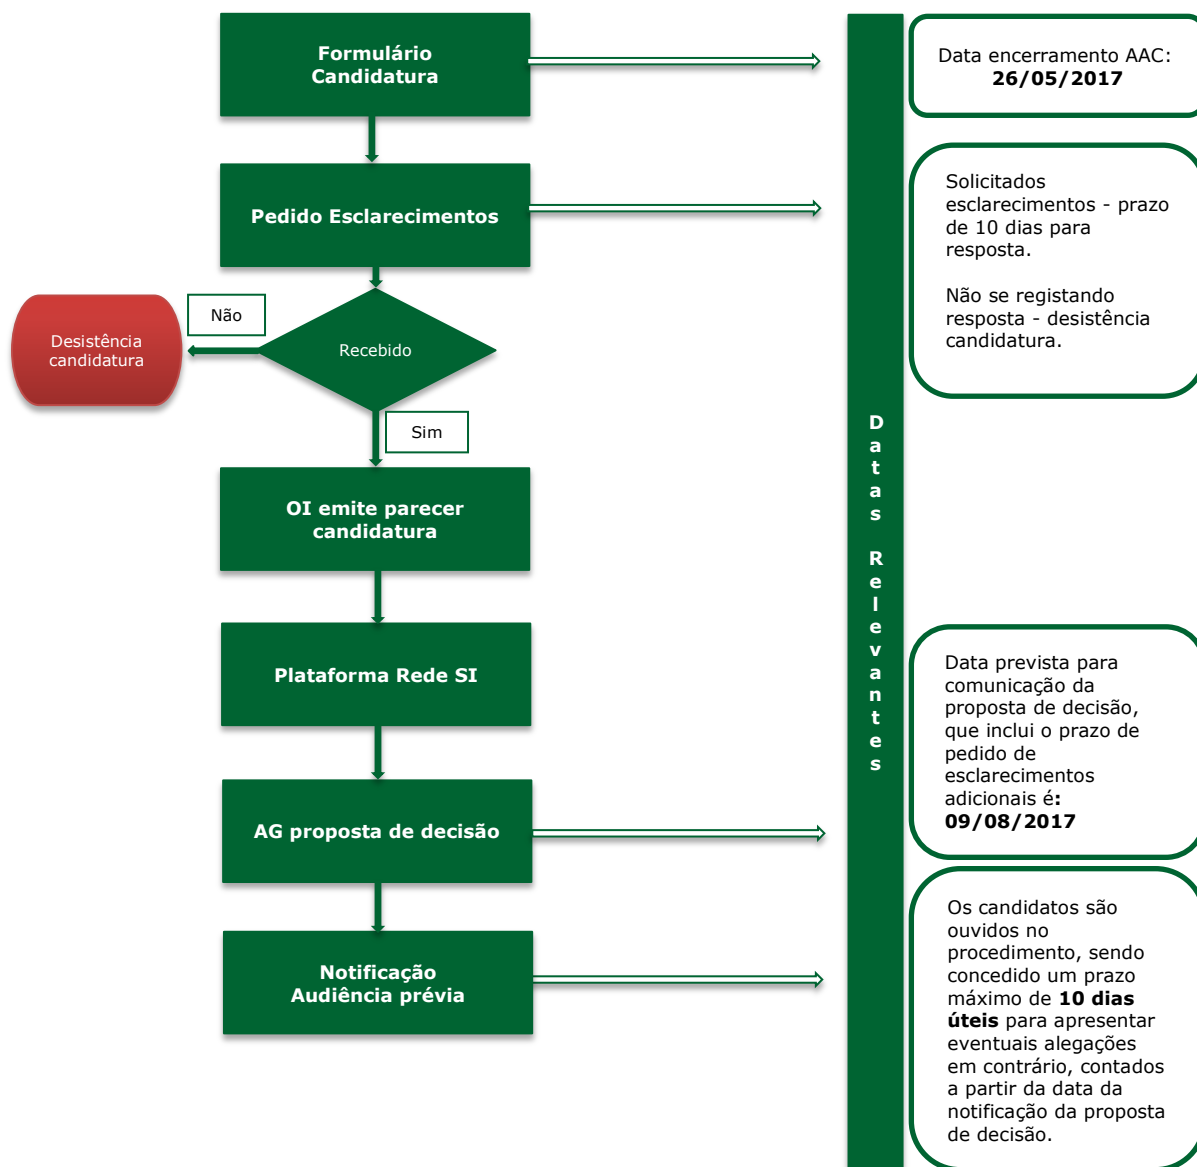 Formulário
Candidatura
Data encerramento AAC:
26/05/2017
Pedido Esclarecimentos
Solicitados
esclarecimentos - prazo
de 10 dias para
resposta.
Não se registando
resposta - desistência
candidatura.
Não
Desistência
candidatura
Recebido
Sim
OI emite parecer
candidatura
D
a
t
a
s
R
e
l
e
v
a
n
t
e
s
Plataforma Rede SI
Data prevista para
comunicação da
proposta de decisão,
que inclui o prazo de
pedido de
esclarecimentos
adicionais é:
09/08/2017
AG proposta de decisão
Notificação
Audiência prévia
Os candidatos são
ouvidos no
procedimento, sendo
concedido um prazo
máximo de 10 dias
úteis para apresentar
eventuais alegações
em contrário, contados
a partir da data da
notificação da proposta
de decisão.